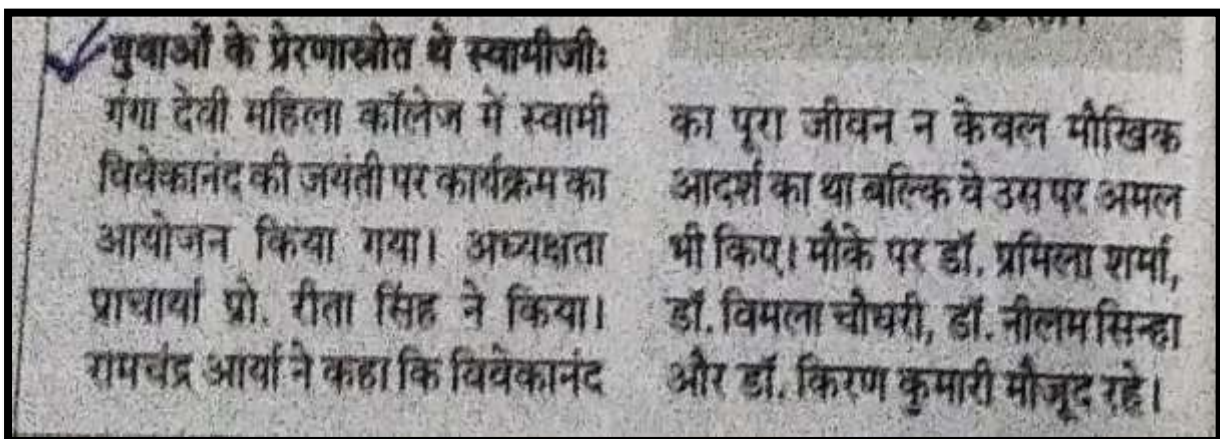 युवाओं के प्रेरणास्रोत थे स्वामीजीः
गंगा देवी महिला कॉलेज में स्वामी
विवेकानंद की जयंती पर कार्यक्रम का
आयोजन किया गया। अध्यक्षता
प्राचार्या प्रो. रीता सिंह ने किया।
रामचंद्र आर्या ने कहा कि विवेकानंद
का पूरा जीवन न केवल मौखिक
आदर्श का था बल्कि वे उस पर अमल
भी किए। मौके पर डॉ. प्रमिला शर्मा,
डॉ. विमला चौधरी, डॉ. नीलम सिन्हा
और डॉ. किरण कुमारी मौजूद रहे।